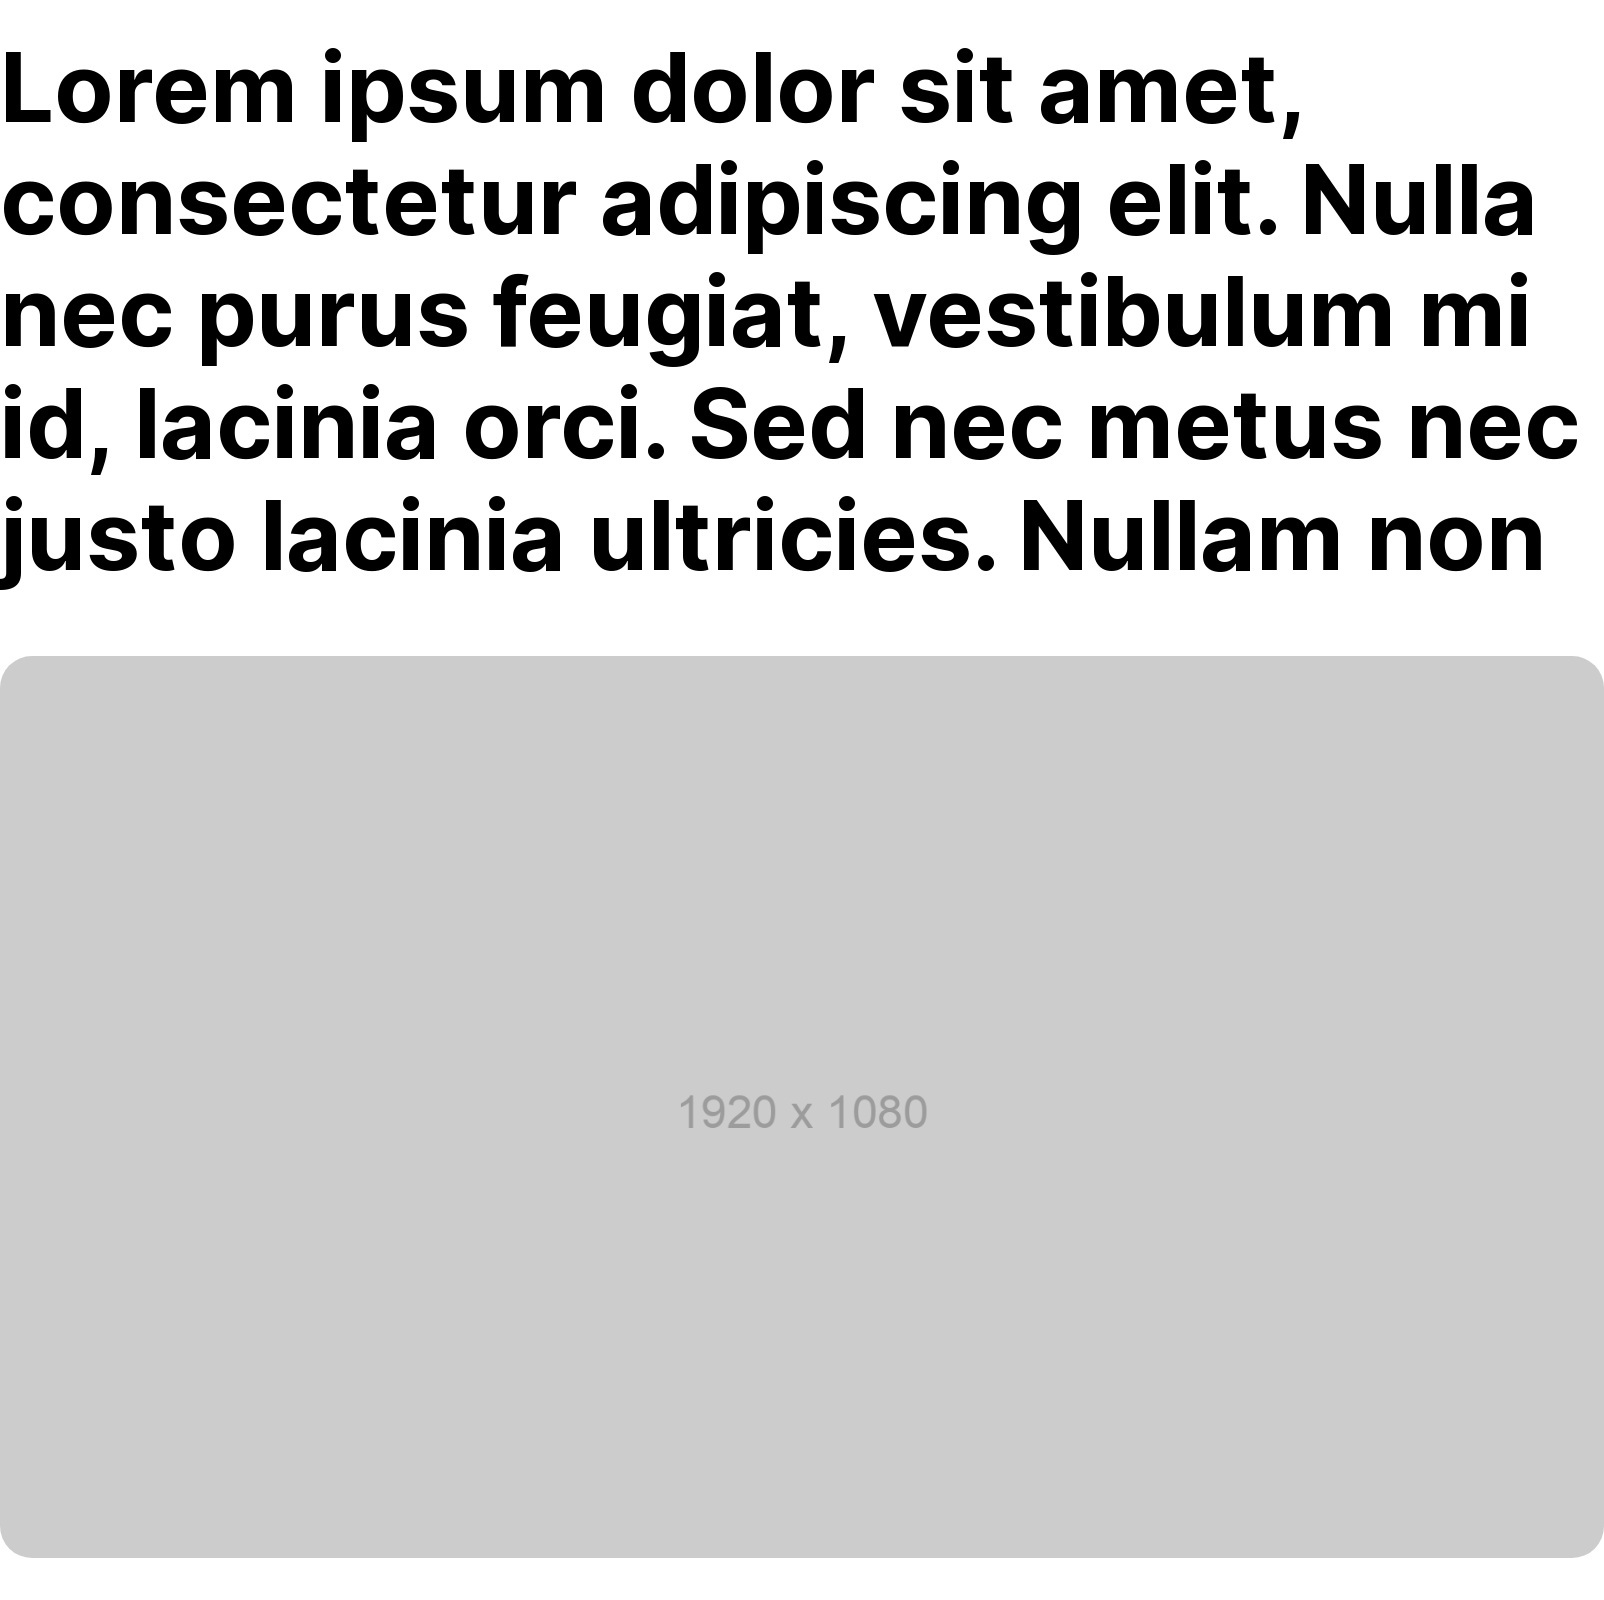 Lorem ipsum dolor sit amet,
consectetur adipiscing elit. Nulla
nec purus feugiat, vestibulum mi
id, lacinia orci. Sed nec metus nec
justo lacinia ultricies. Nullam non
1920 x 1080